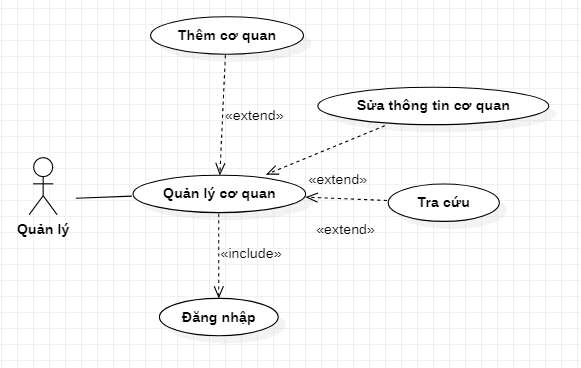 Thêm cơ quan
«extend»
Sửa thông tin cơ quan
«extend»
Quản lý cơ quan
Tra cứu
Quản lý
«extend»
«include»
Đăng nhập